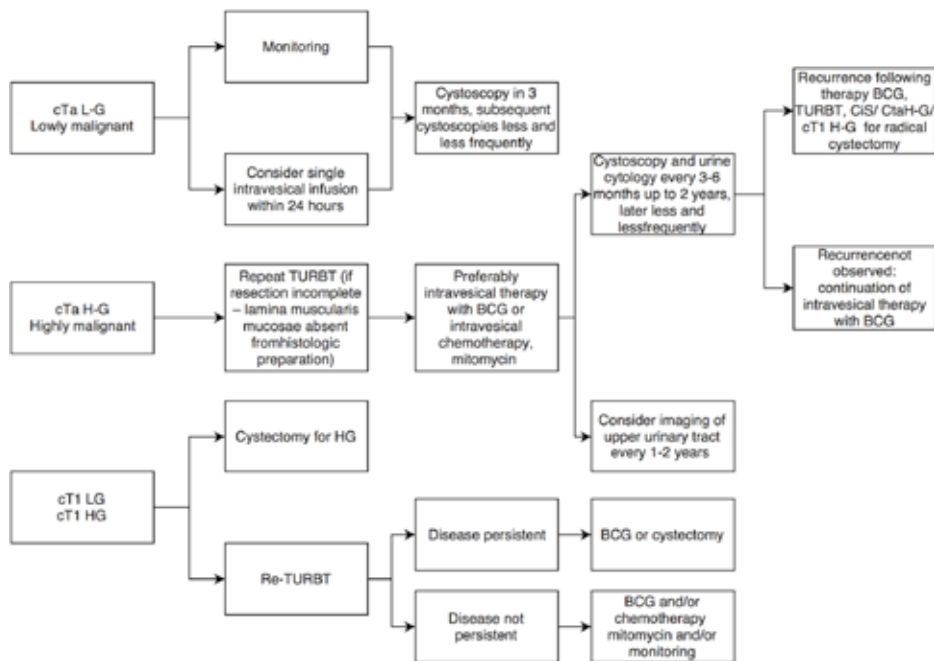 Monitoring
cTa L-G
Lowly malignant
Consider single
intravesical infusion
within 24 hours
Cystoscopy in 3
months, subsequent
cystoscopies less and
less frequently
cTa H-G
Highly malignant
Repeat TURBT (if
resection incomplete
– lamina muscularis
mucosae absent
fromhistologic
preparation)
Preferably
intravesical therapy
with BCG or
intravesical
chemotherapy,
mitomycin
Cystoscopy and urine
cytology every 3-6
months up to 2 years,
later less and
lessfrequently
Recurrence following
therapy BCG,
TURBT, CiS/ CtaH-G/
cT1 H-G for radical
cystectomy
Recurrencenot
observed:
continuation of
intravesical therapy
with BCG
Consider imaging of
upper urinary tract
every 1-2 years
cT1 LG
cT1 HG
Cystectomy for HG
Re-TURBT
Disease persistent
BCG or cystectomy
Disease not
persistent
BCG and/or
chemotherapy
mitomycin and/or
monitoring